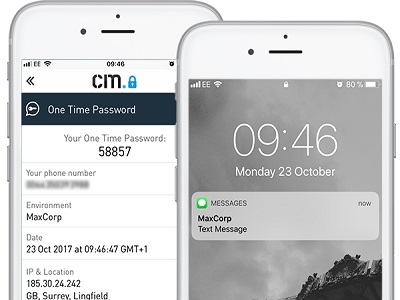 EE 09:46
cm.
One Time Password
Your One Time Password:
58857
Your phone number
Environment
MaxCorp
Date
23 Oct 2017 at 09:46:47 GMT+1
IP & Location
185.30.24.242
GB, Surrey, Lingfield
EE 80 %
09:46
Monday 23 October
MESSAGES now
MaxCorp
Text Message